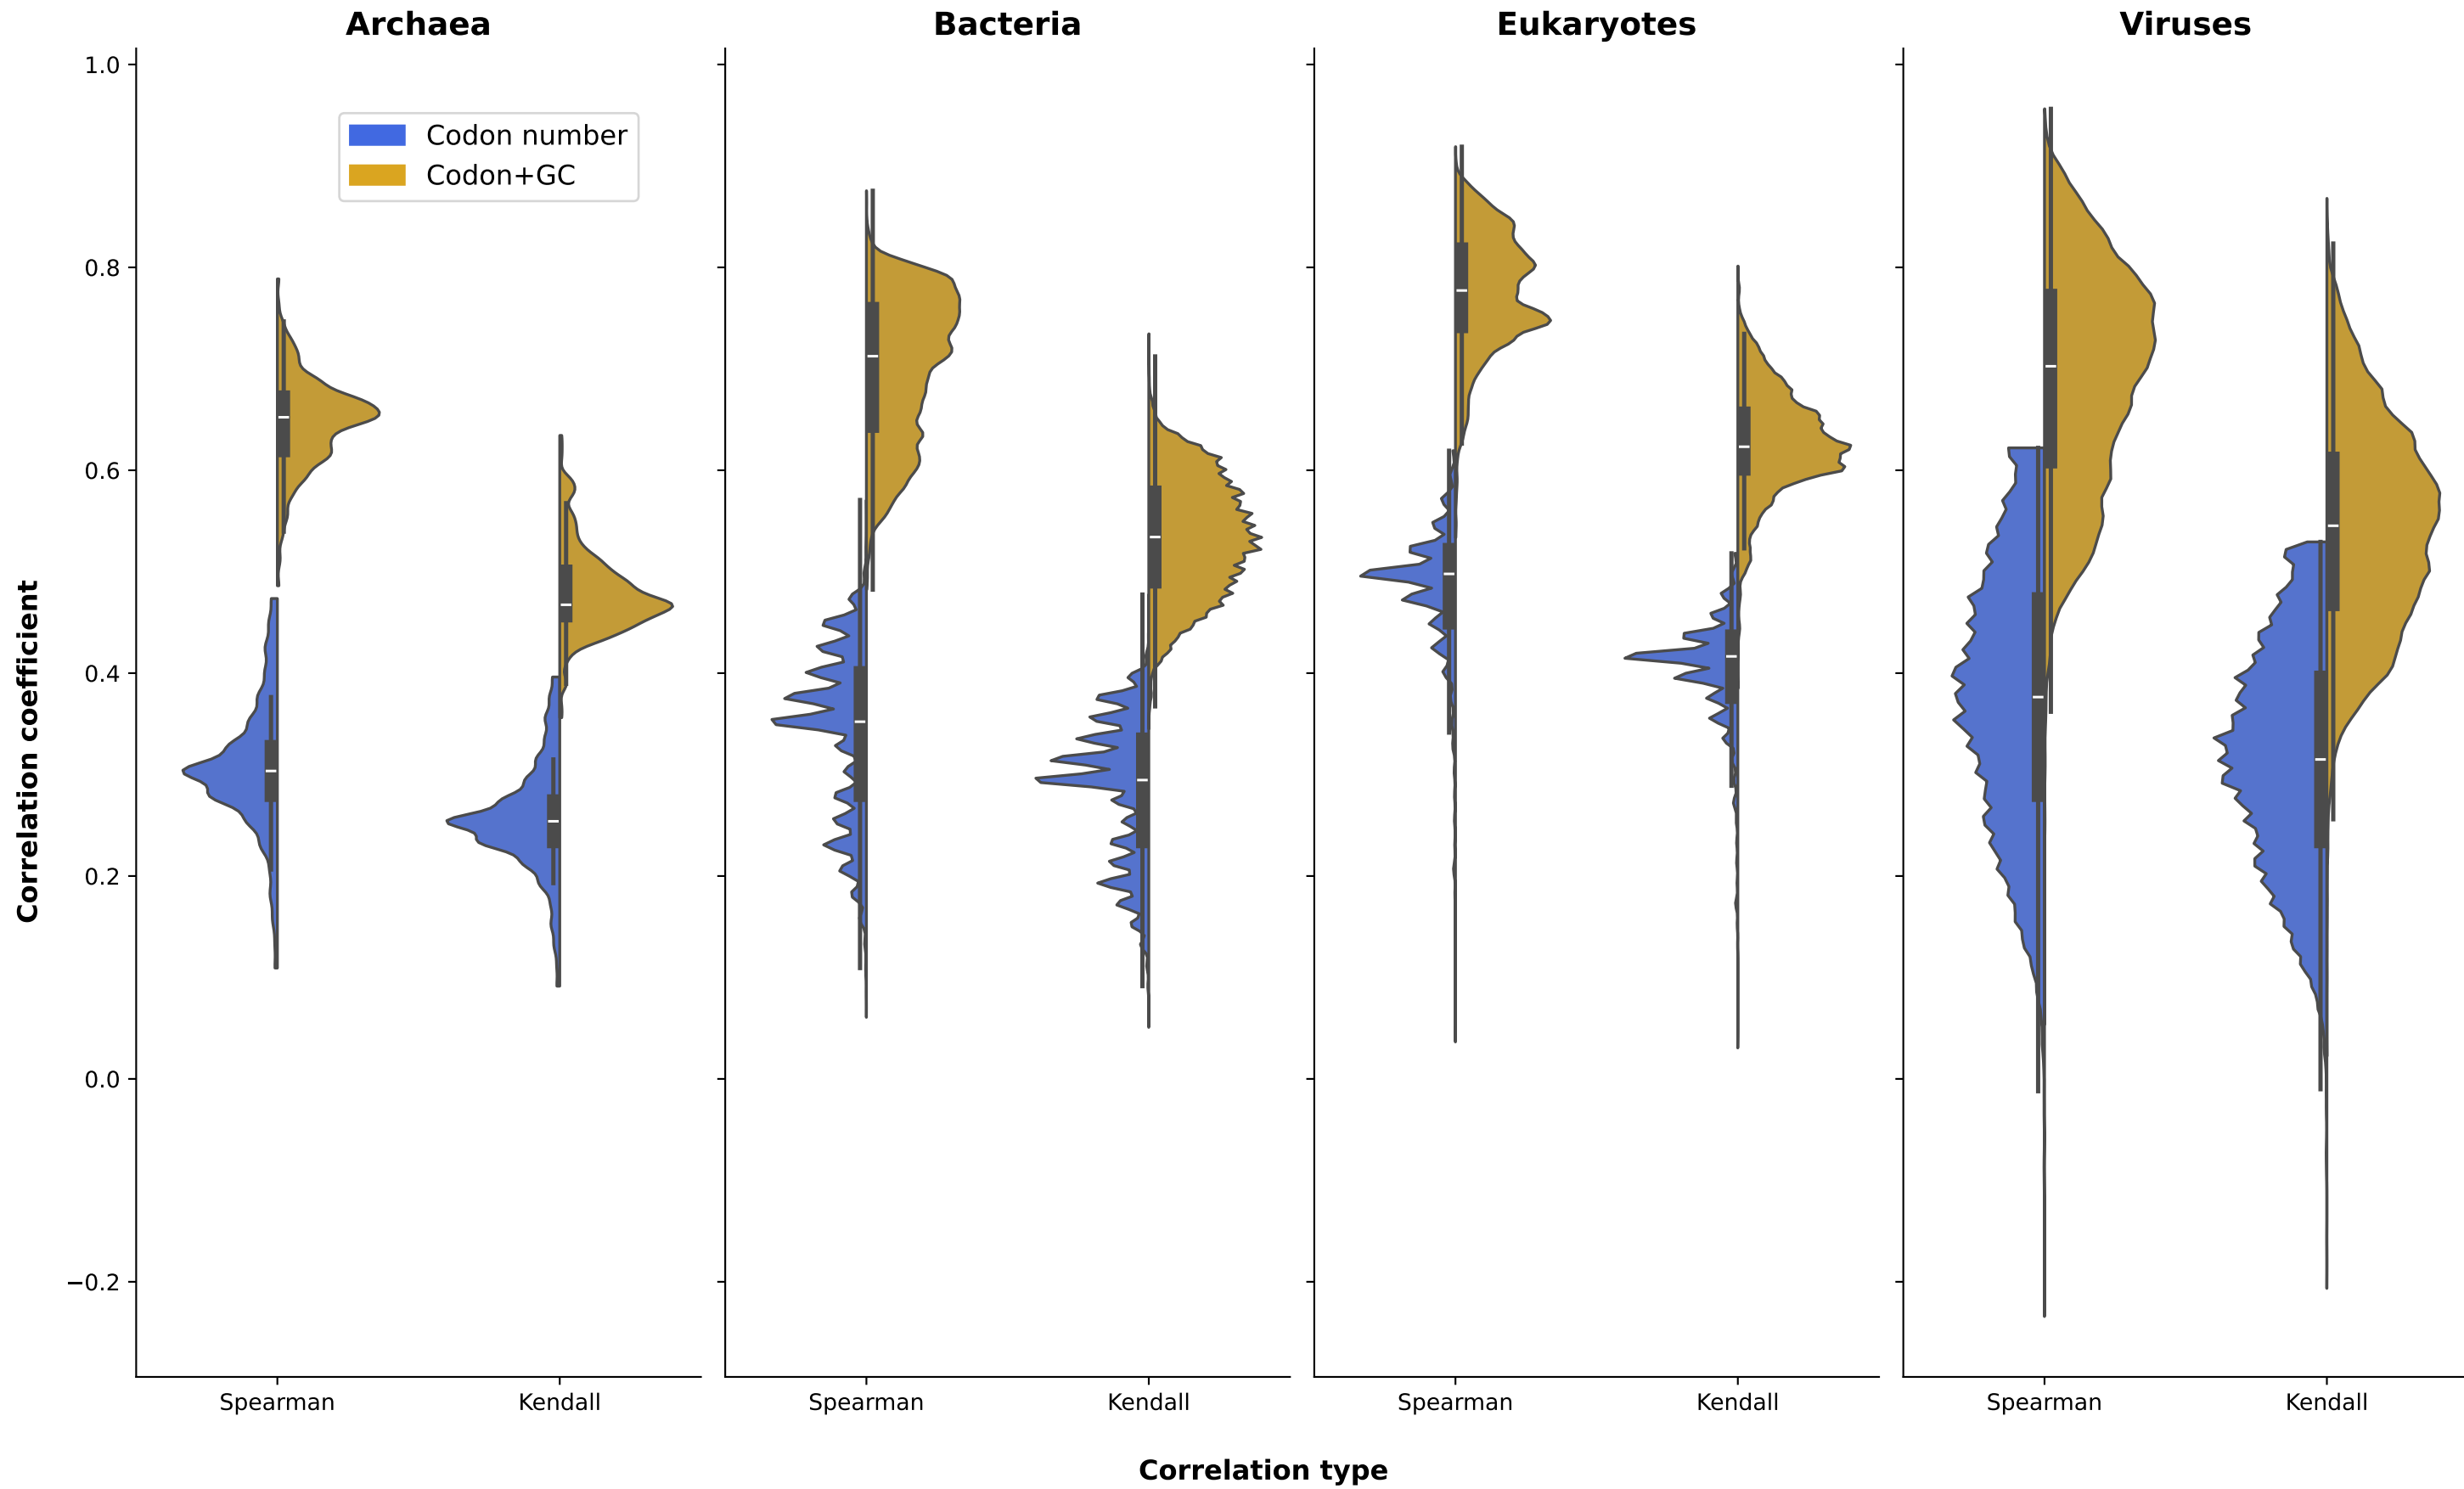 Archaea
Bacteria
Eukaryotes
Viruses
1.0
0.8
0.6
0.4
0.2
0.0
−0.2
Codon number
Codon+GC
Correlation coefficient
Spearman
Kendall
Spearman
Kendall
Spearman
Kendall
Spearman
Kendall
Correlation type